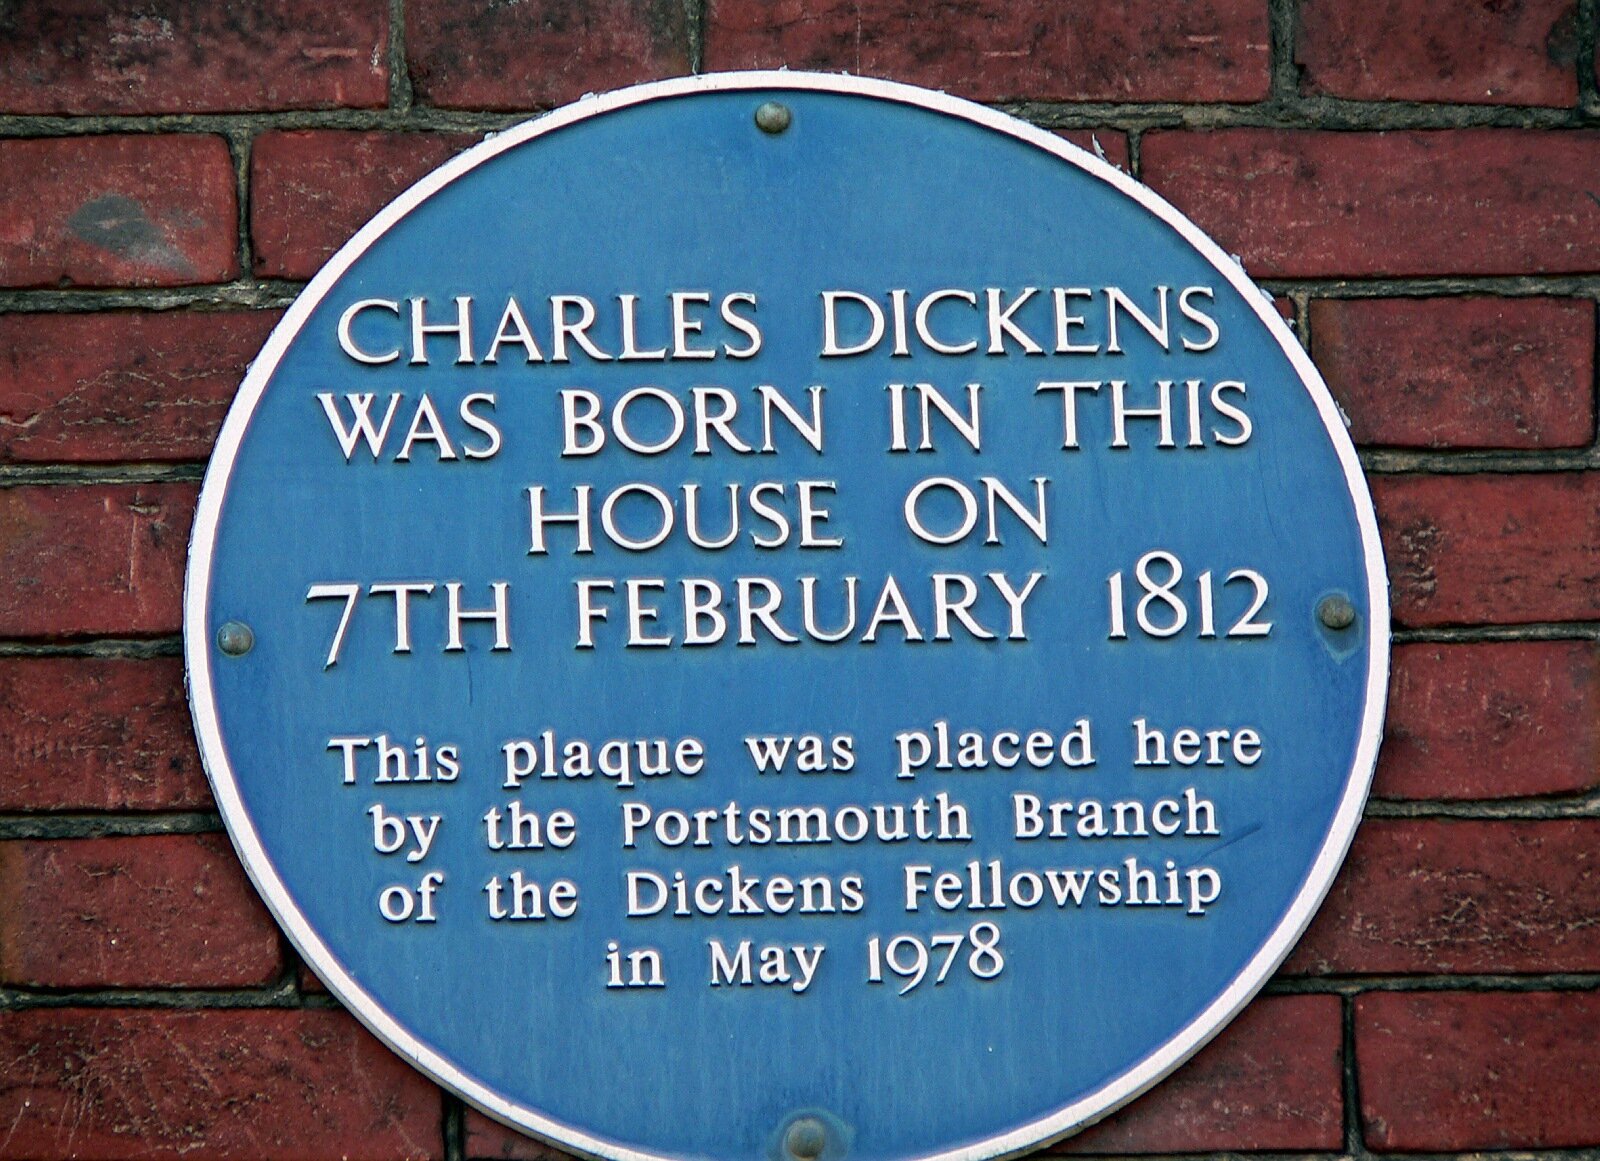 CHARLES DICKENS
WAS BORN IN THIS
HOUSE ON
7TH FEBRUARY 1812
This plaque was placed here
by the Portsmouth Branch
of the Dickens Fellowship
in May 1978